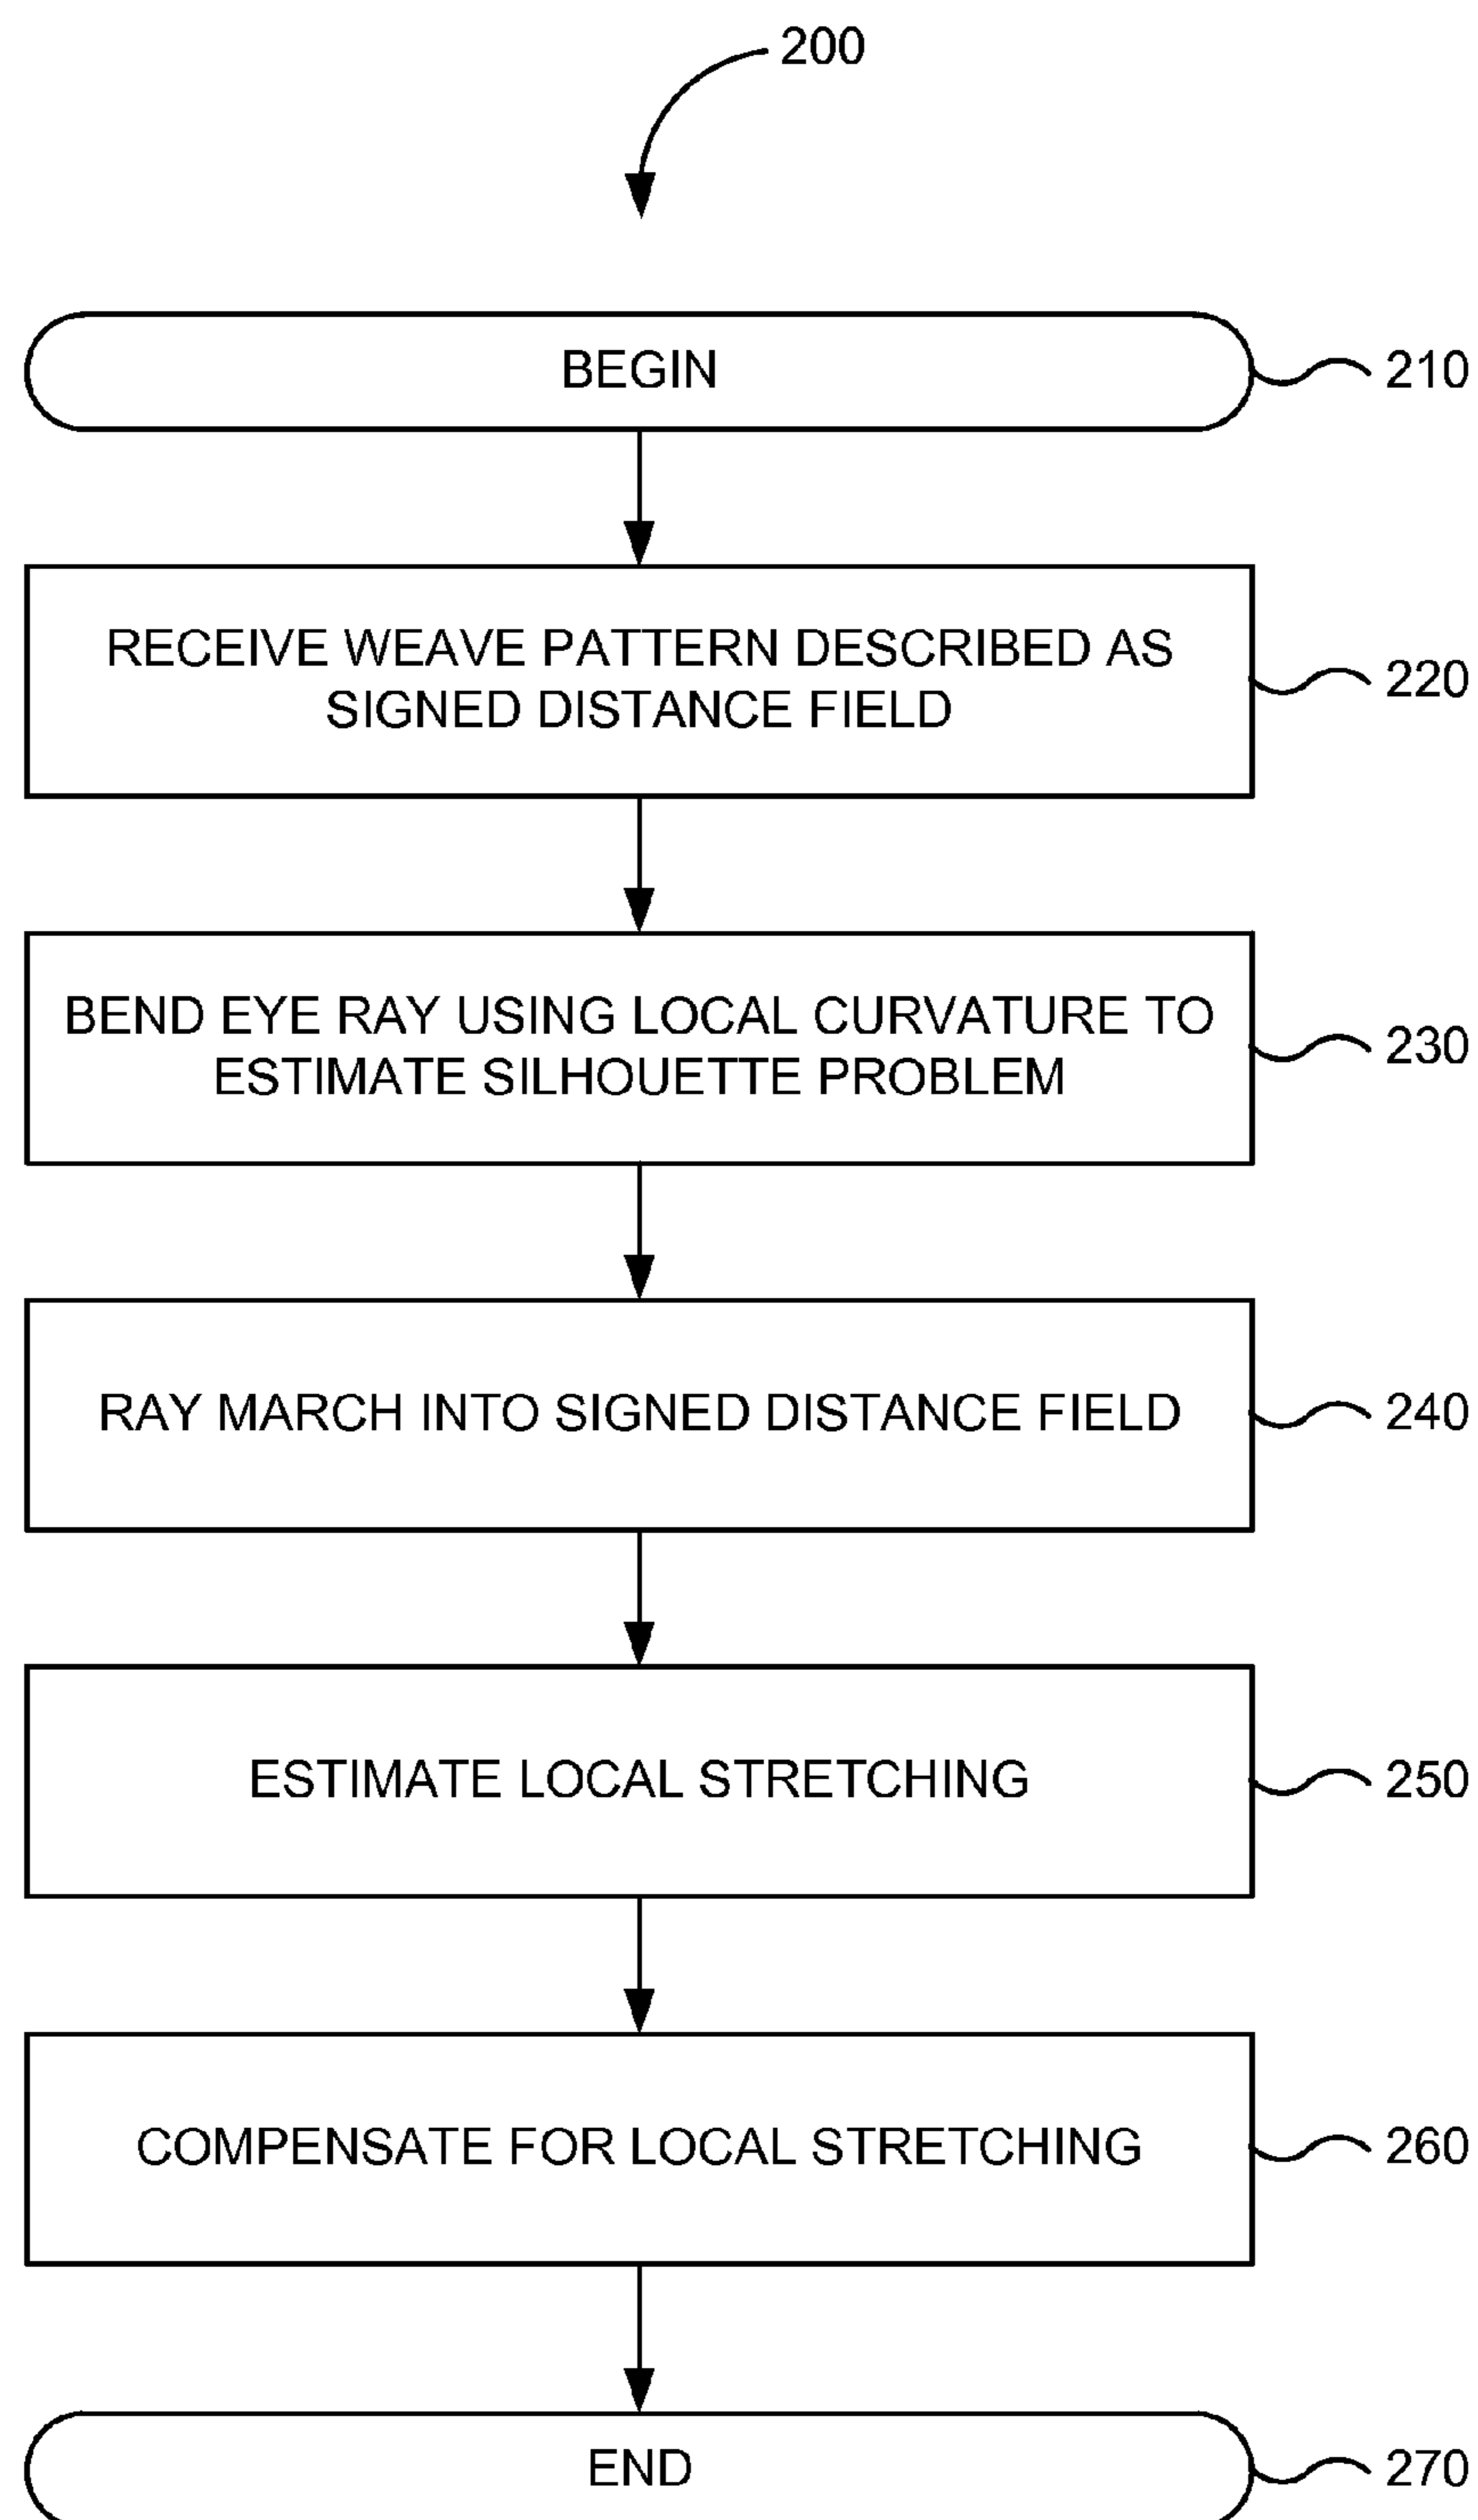 200
BEGIN
210
RECEIVE WEAVE PATTERN DESCRIBED AS
SIGNED DISTANCE FIELD
220
BEND EYE RAY USING LOCAL CURVATURE TO
ESTIMATE SILHOUETTE PROBLEM
230
RAY MARCH INTO SIGNED DISTANCE FIELD
240
ESTIMATE LOCAL STRETCHING
250
COMPENSATE FOR LOCAL STRETCHING
260
END
270